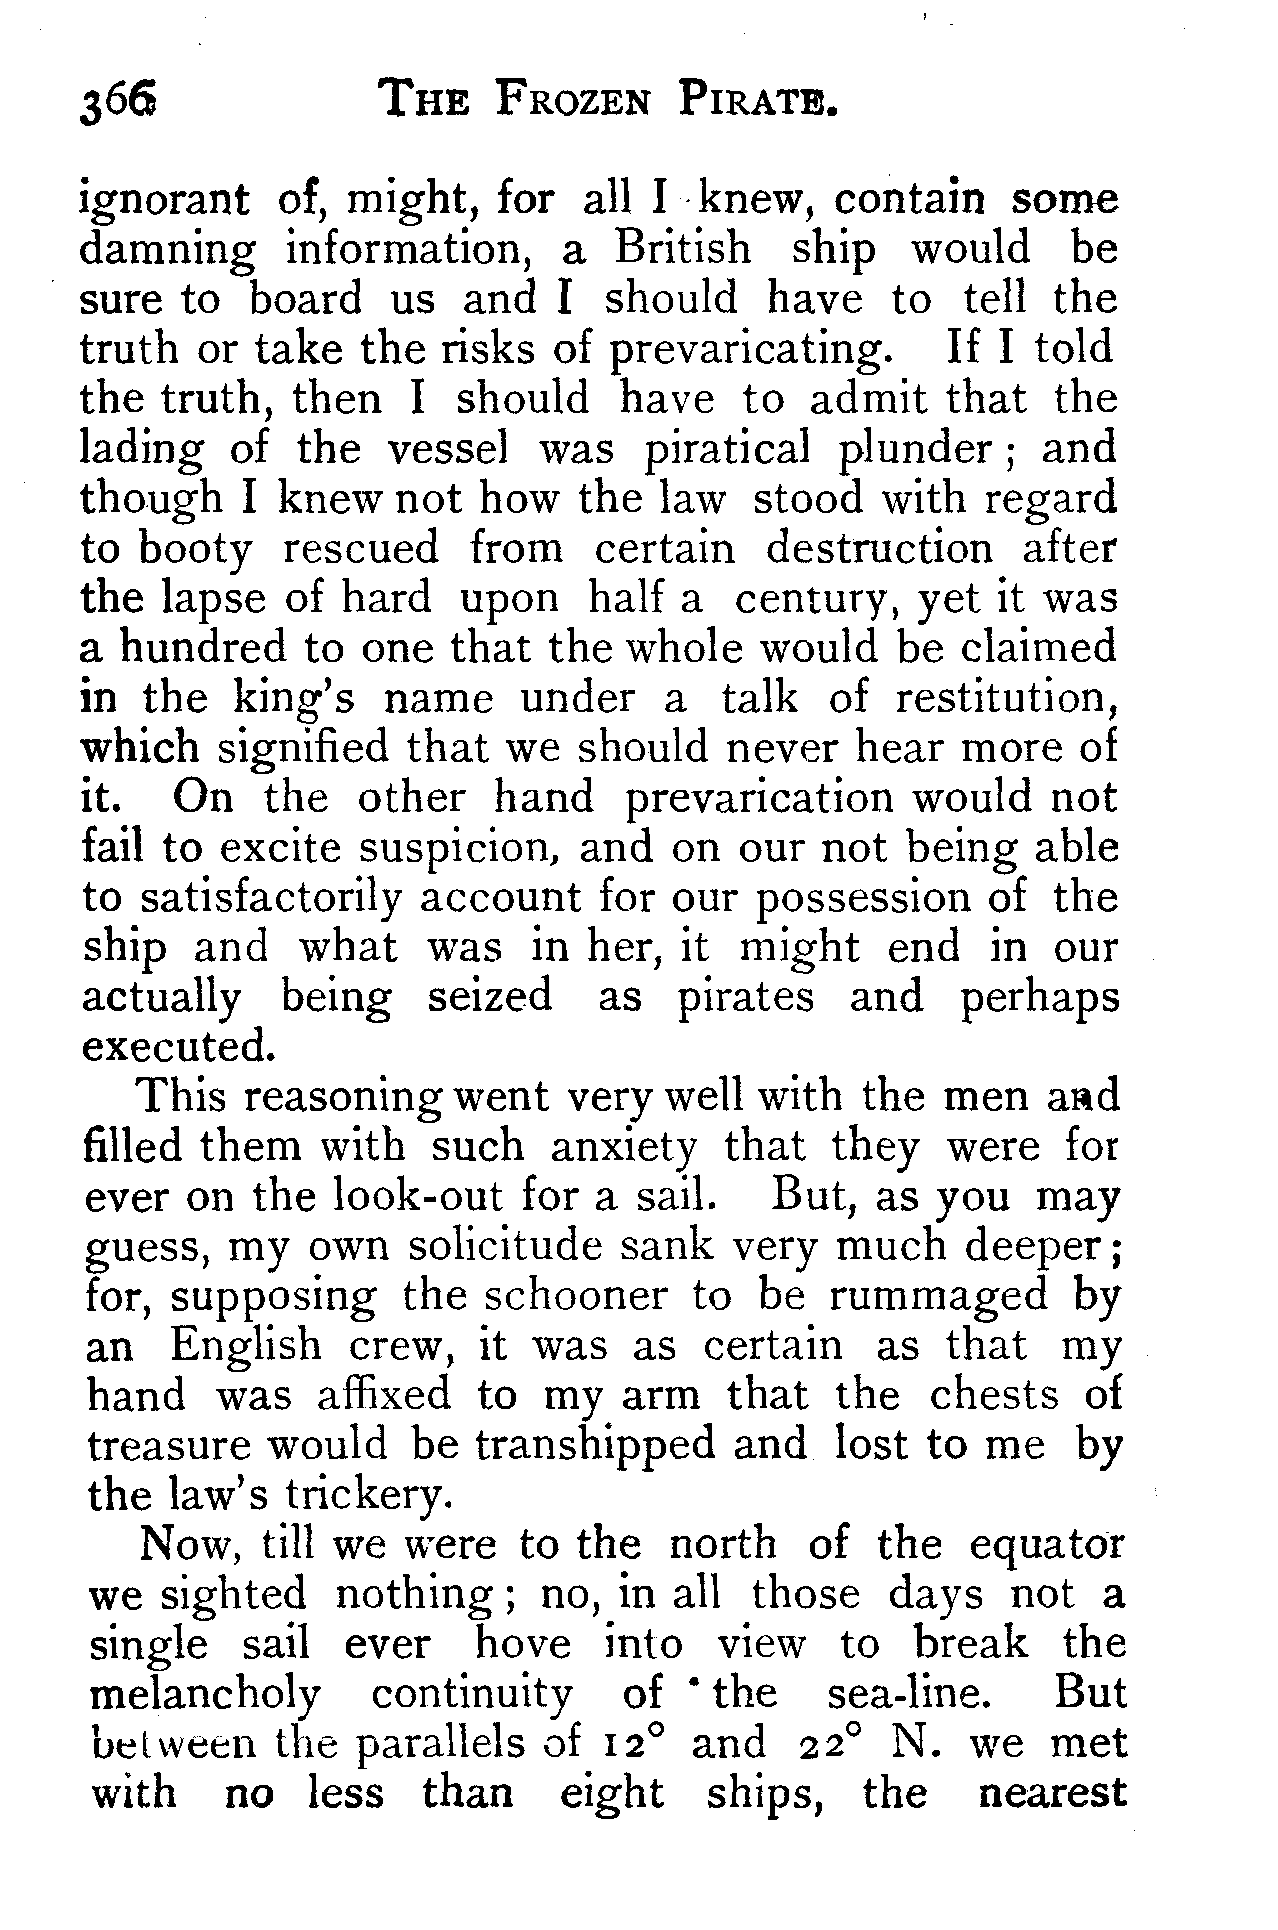 366 THE FROZEN PIRATE.
ignorant of, might, for all I knew, contain some
damning information, a British ship would be
sure to board us and I should have to tell the
truth or take the risks of prevaricating. If I told
the truth, then I should have to admit that the
lading of the vessel was piratical plunder ; and
though I knew not how the law stood with regard
to booty rescued from certain destruction after
the lapse of hard upon half a century, yet it was
a hundred to one that the whole would be claimed
in the king's name under a talk of restitution,
which signified that we should never hear more of
it. On the other hand prevarication would not
fail to excite suspicion, and on our not being able
to satisfactorily account for our possession of the
ship and what was in her, it might end in our
actually being seized as pirates and perhaps
executed.
This reasoning went very well with the men and
filled them with such anxiety that they were for
ever on the look-out for a sail. But, as you may
guess, my own solicitude sank very much deeper ;
for, supposing the schooner to be rummaged by
an English crew, it was as certain as that my
hand was affixed to my arm that the chests of
treasure would be transhipped and lost to me by
the law's trickery.
Now, till we were to the north of the equator
we sighted nothing ; no, in all those days not a
single sail ever hove into view to break the
melancholy continuity of the sea-line. But
between the parallels of 12° and 22° N. we met
with no less than eight ships, the nearest